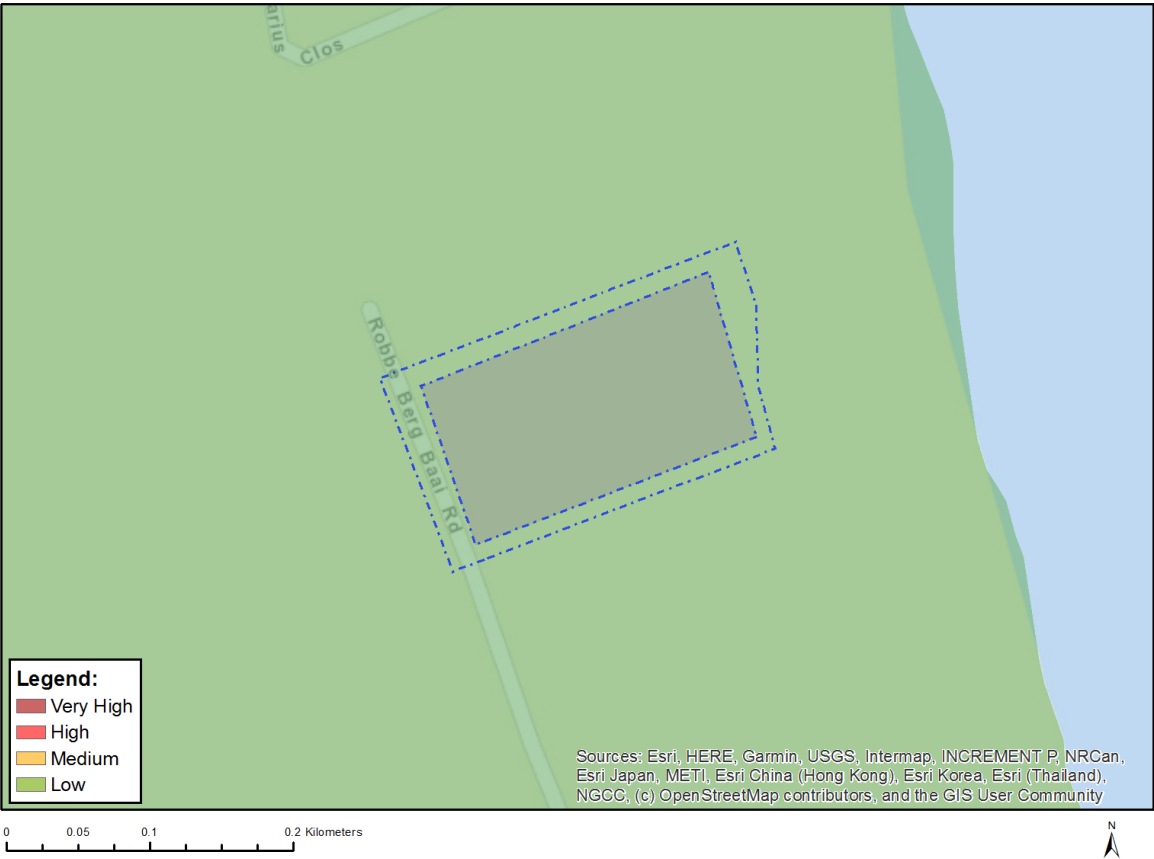 arius
Clos
Robbe Berg Baai Rd
Legend:
Very High
High
Medium
Low
Sources: Esri, HERE, Garmin, USGS, Intermap, INCREMENT P, NRCan,
Esri Japan, METI, Esri China (Hong Kong), Esri Korea, Esri (Thailand),
NGCC, (c) OpenStreetMap contributors, and the GIS User Community
0 0.05 0.1 0.2 Kilometers
N